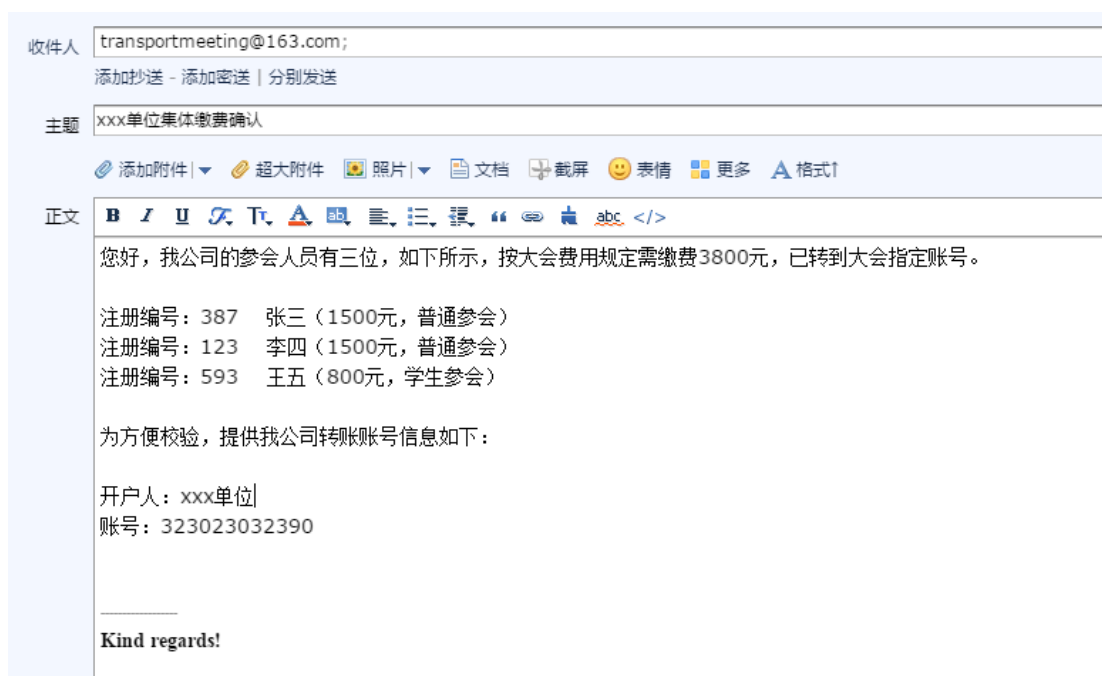 收件人 transportmeeting@163.com;
添加抄送 - 添加密送 | 分别发送
主题 xxx单位集体缴费确认
添加附件 | 超大附件 照片 | 文档 截屏 表情 更多 A 格式↑
正文 B I U F Tт A ab abc </>
您好，我公司的参会人员有三位，如下所示，按大会费用规定需缴费3800元，已转到大会指定账号。
注册编号：387 张三（1500元，普通参会）
注册编号：123 李四（1500元，普通参会）
注册编号：593 王五（800元，学生参会）
为方便校验，提供我公司转账账号信息如下：
开户人：xxx单位
账号：323023032390
Kind regards!